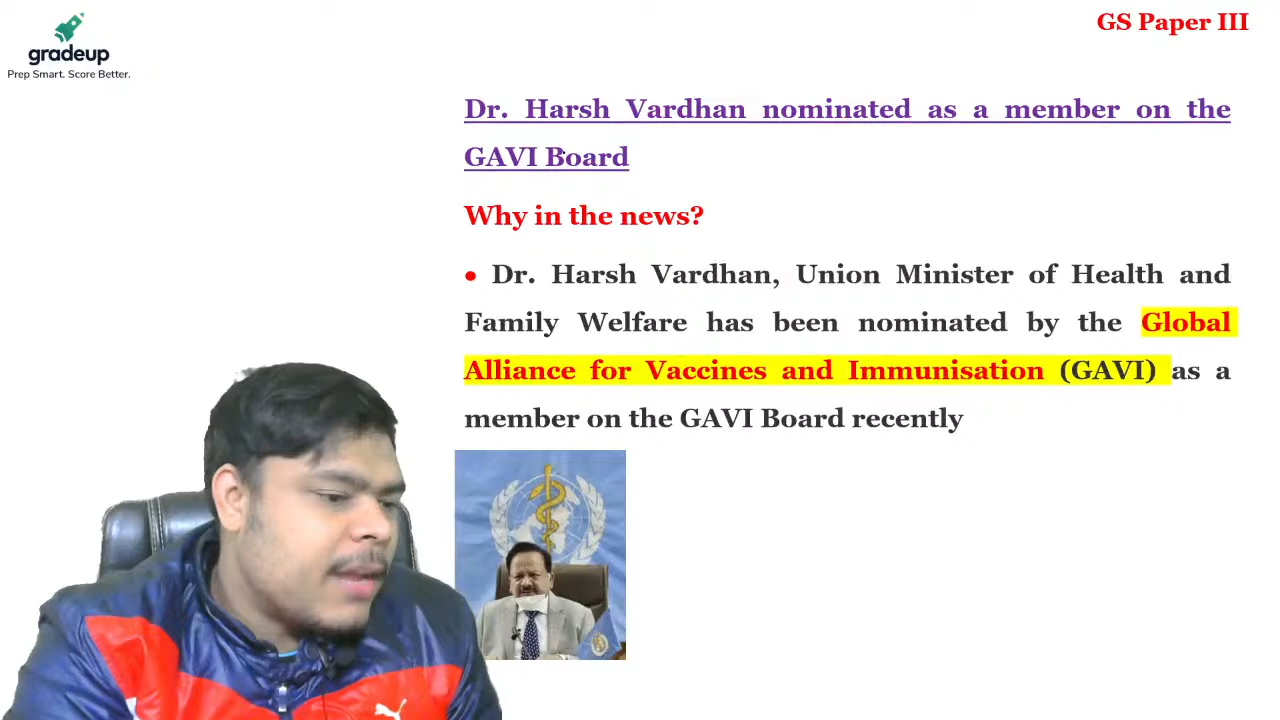 GS Paper III
gradeup
Prep Smart. Score Better.
Dr. Harsh Vardhan nominated as a member on the
GAVI Board
Why in the news?
• Dr. Harsh Vardhan, Union Minister of Health and
Family Welfare has been nominated by the Global
Alliance for Vaccines and Immunisation (GAVI) as a
member on the GAVI Board recently